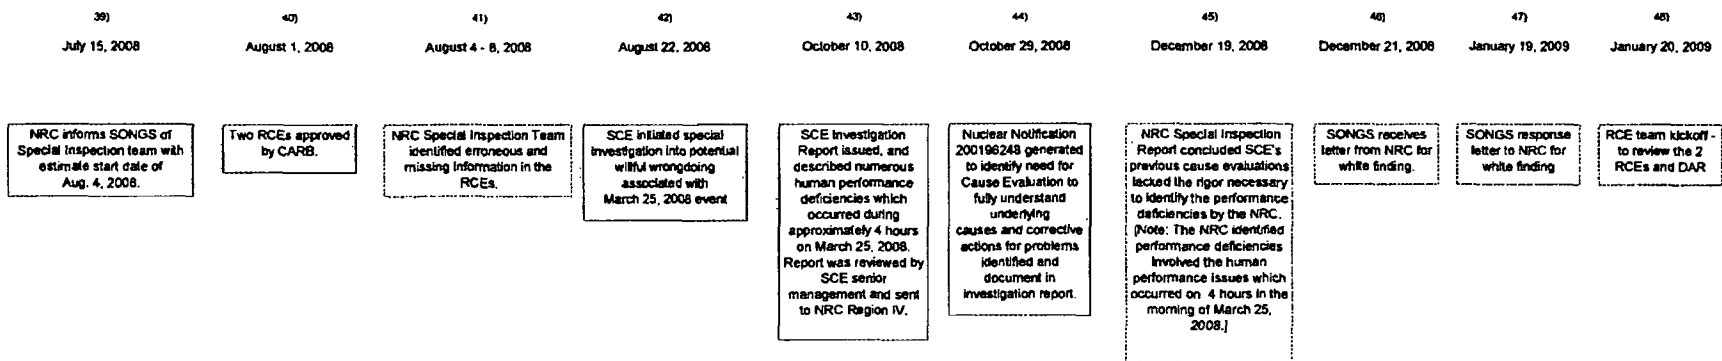 39)
July 15, 2008
NRC informs SONGS of
Special Inspection team with
estimate start date of
Aug. 4, 2008.
40)
August 1, 2008
Two RCEs approved
by CARB.
41)
August 4 - 8, 2008
NRC Special Inspection Team
identified erroneous and
missing information in the
RCEs.
42)
August 22, 2008
SCE initiated special
investigation into potential
willful wrongdoing
associated with
March 25, 2008 event
43)
October 10, 2008
SCE Investigation
Report issued, and
described numerous
human performance
deficiencies which
occurred during
approximately 4 hours
on March 25, 2008.
Report was reviewed by
SCE senior
management and sent
to NRC Region IV.
44)
October 29, 2008
Nuclear Notification
200196248 generated
to identify need for
Cause Evaluation to
fully understand
underlying
causes and corrective
actions for problems
identified and
document in
investigation report.
45)
December 19, 2008
NRC Special Inspection
Report concluded SCE's
previous cause evaluations
lacked the rigor necessary
to identify the performance
deficiencies by the NRC.
[Note: The NRC identified
performance deficiencies
involved the human
performance issues which
occurred on 4 hours in the
morning of March 25,
2008.]
46)
December 21, 2008
SONGS receives
letter from NRC for
white finding.
47)
January 19, 2009
SONGS response
letter to NRC for
white finding
48)
January 20, 2009
RCE team kickoff -
to review the 2
RCEs and DAR